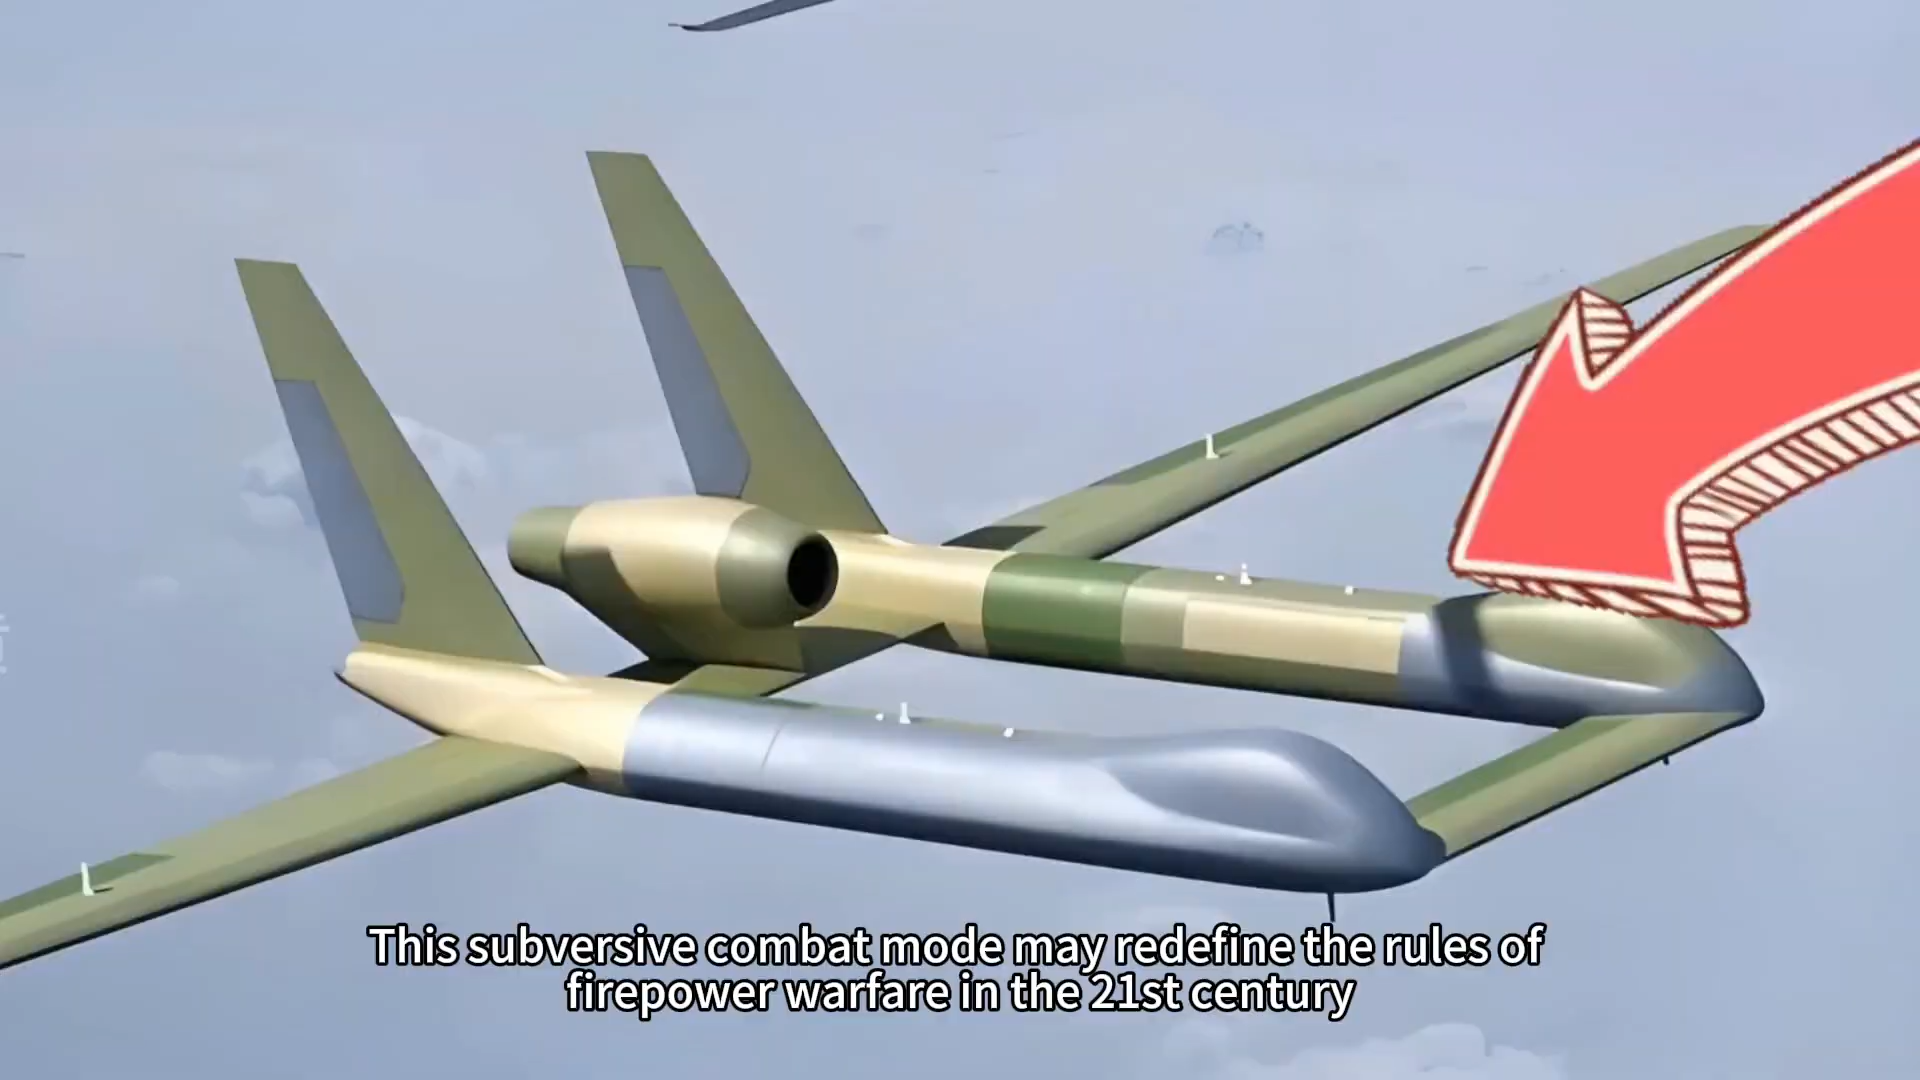 This subversive combat mode may redefine the rules of
firepower warfare in the 21st century